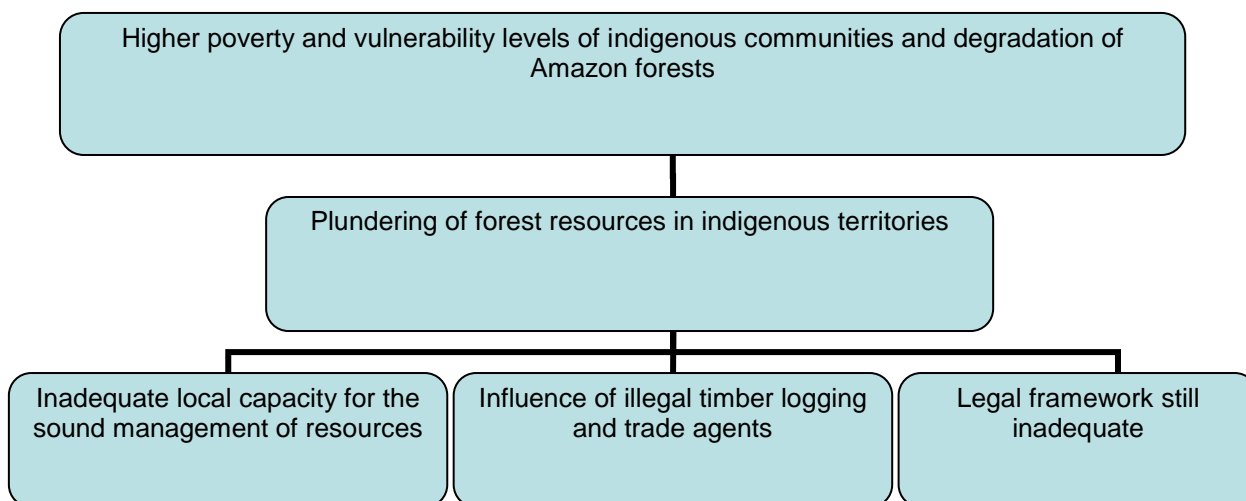 Higher poverty and vulnerability levels of indigenous communities and degradation of
Amazon forests
Plundering of forest resources in indigenous territories
Inadequate local capacity for the
sound management of resources
Influence of illegal timber logging
and trade agents
Legal framework still
inadequate